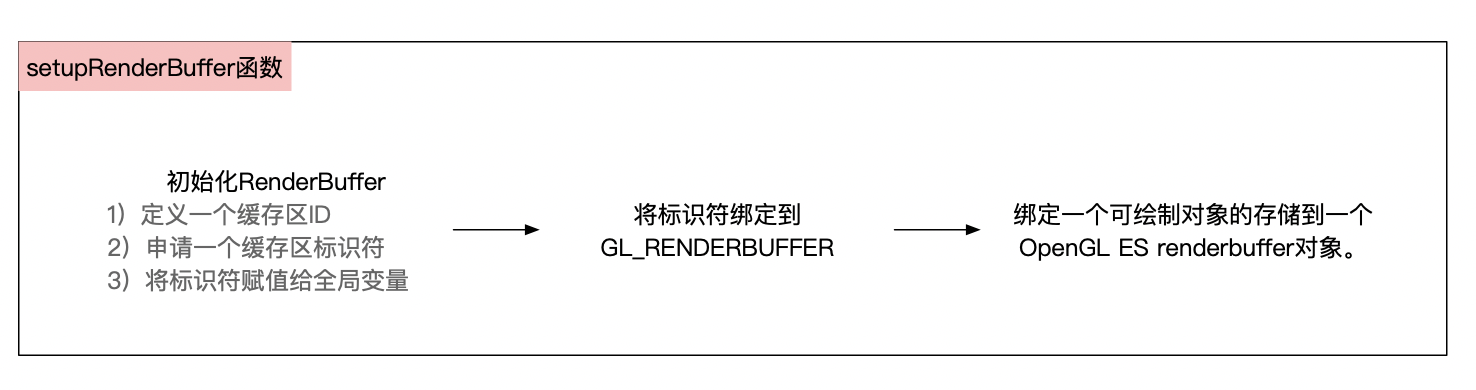 setupRenderBuffer函数
初始化RenderBuffer
1）定义一个缓存区ID
2）申请一个缓存区标识符
3）将标识符赋值给全局变量
将标识符绑定到
GL_RENDERBUFFER
绑定一个可绘制对象的存储到一个
OpenGL ES renderbuffer对象。